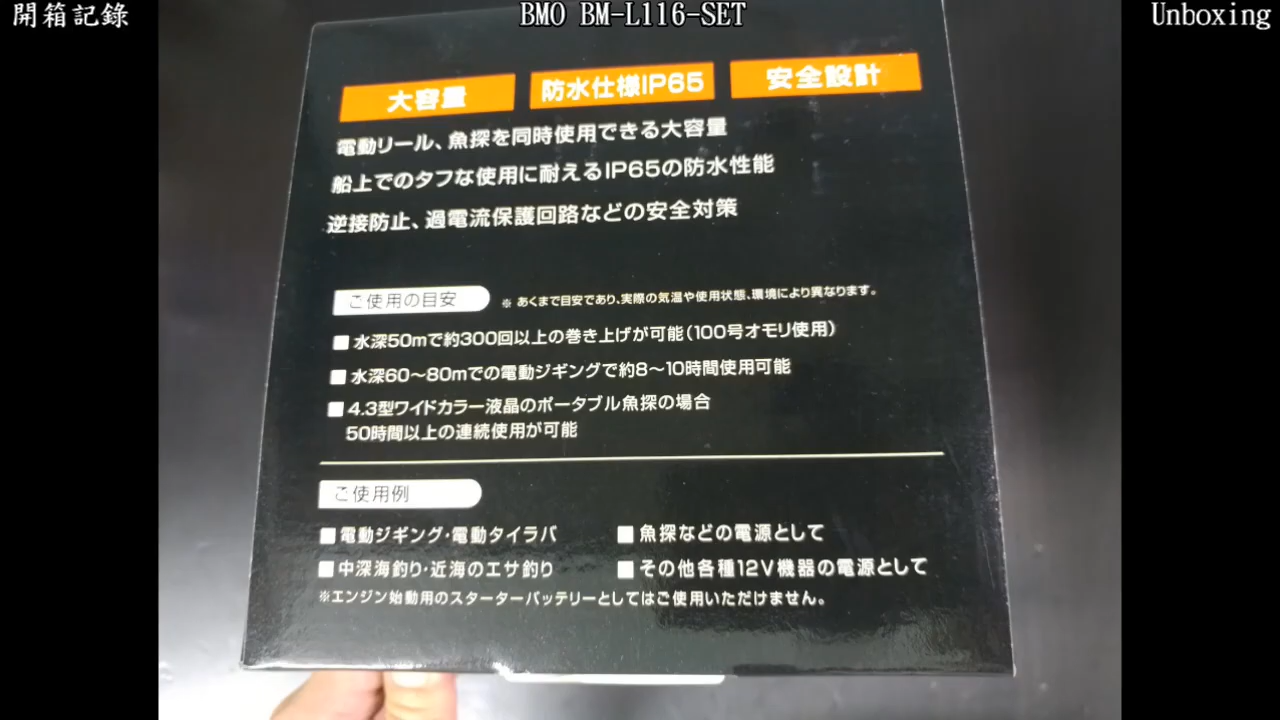 開箱記錄
BMO BM-L116-SET
Unboxing
大容量
防水仕様IP65
安全設計
電動リール、魚探を同時使用できる大容量
船上でのタフな使用に耐えるIP65の防水性能
逆接防止、過電流保護回路などの安全対策
ご使用の目安
※ あくまで目安であり、実際の気温や使用状態、環境により異なります。
■水深50mで約300回以上の巻き上げが可能(100号オモリ使用)
■水深60～80mでの電動ジギングで約8～10時間使用可能
■4.3型ワイドカラー液晶のポータブル魚探の場合
50時間以上の連続使用が可能
ご使用例
■電動ジギング・電動タイラバ
■魚探などの電源として
■中深海釣り・近海のエサ釣り
■その他各種12V機器の電源として
※エンジン始動用のスターターバッテリーとしてはご使用いただけません。